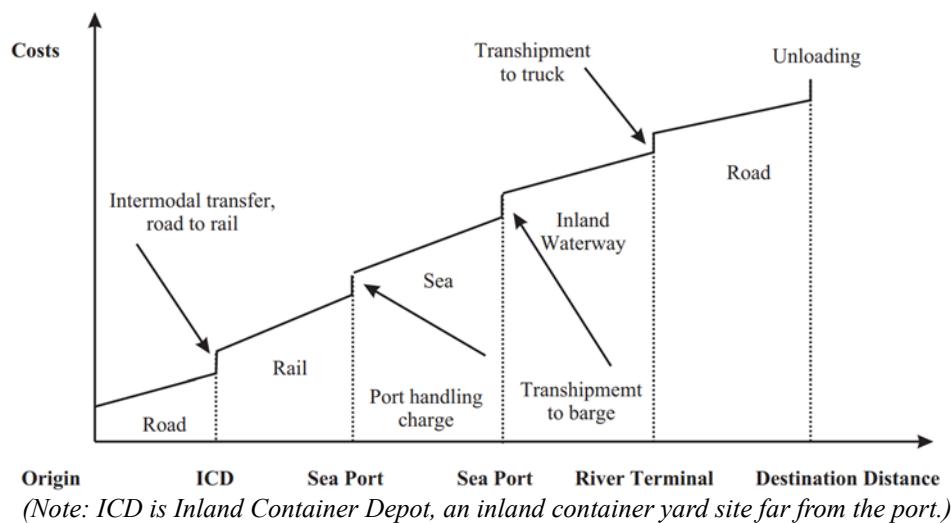 Costs
Transhipment
to truck
Unloading
Intermodal transfer,
road to rail
Road
Inland
Waterway
Sea
Rail
Port handling
charge
Transhipmemt
to barge
Road
Origin
ICD
Sea Port
Sea Port
River Terminal
Destination Distance
(Note: ICD is Inland Container Depot, an inland container yard site far from the port.)